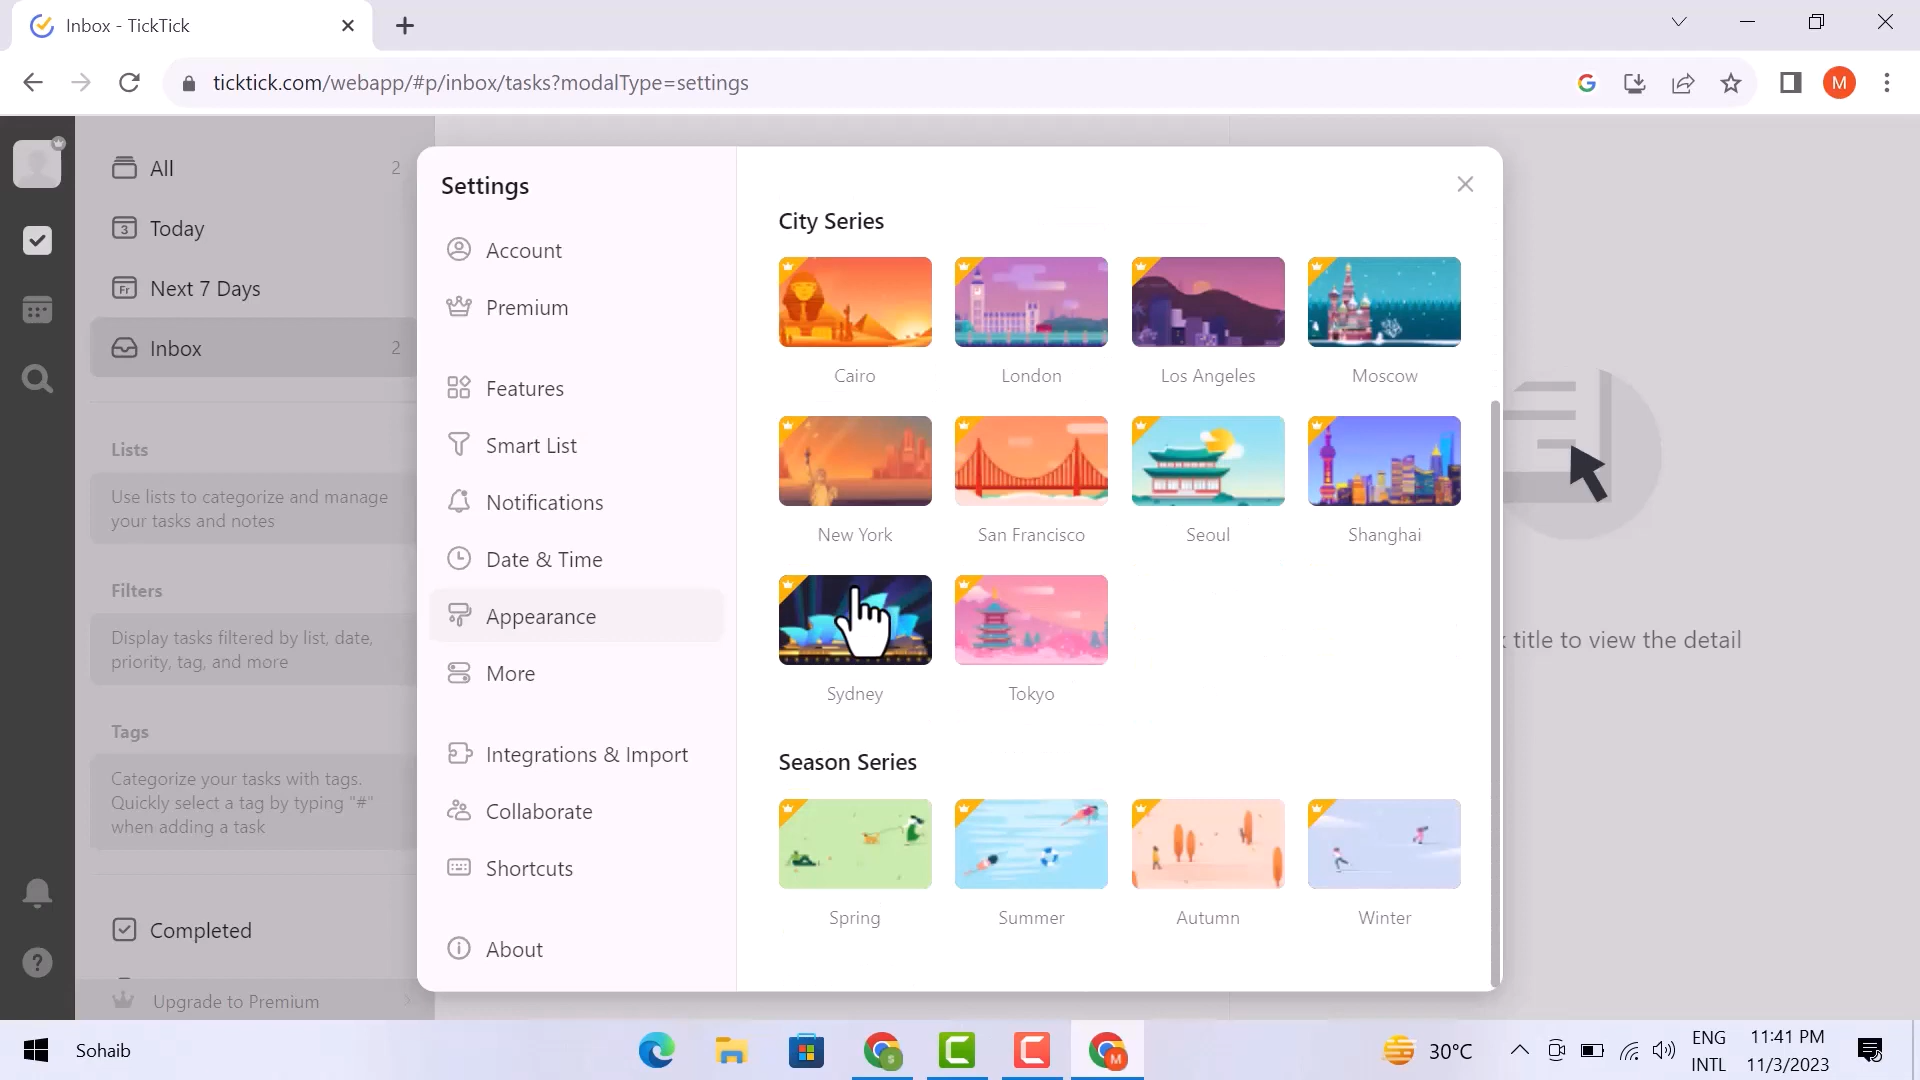 Inbox - TickTick
ticktick.com/webapp/#p/inbox/tasks?modalType=settings
M
All 2
3 Today
Fr Next 7 Days
Inbox 2
Lists
Use lists to categorize and manage
your tasks and notes
Filters
Display tasks filtered by list, date,
priority, tag, and more
Tags
Categorize your tasks with tags.
Quickly select a tag by typing "#"
when adding a task
Completed
Upgrade to Premium
Settings
Account
Premium
Features
Smart List
Notifications
Date & Time
Appearance
More
Integrations & Import
Collaborate
Shortcuts
About
City Series
Cairo London Los Angeles Moscow
New York San Francisco Seoul Shanghai
Sydney Tokyo
Season Series
Spring Summer Autumn Winter
title to view the detail
Sohaib
S
M
30°C
ENG
INTL
11:41 PM
11/3/2023